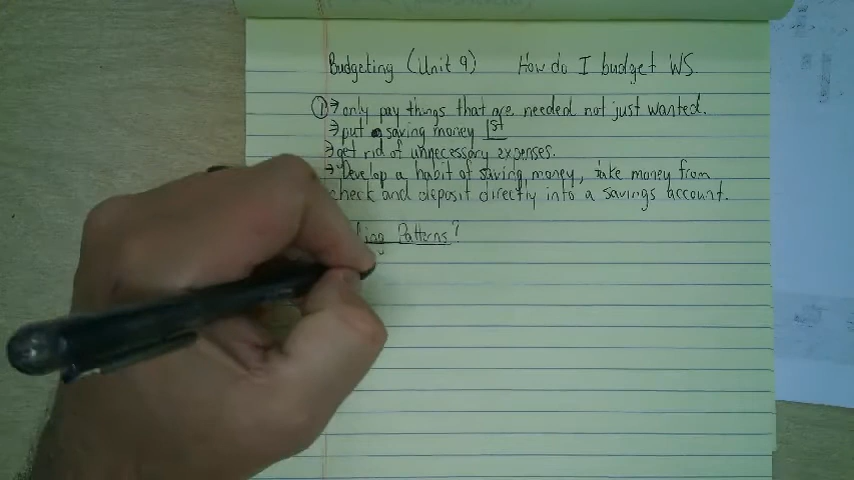 Budgeting (Unit 9) How do I budget WS.
① → only pay things that are needed not just wanted.
→ put saving money 1st
→ get rid of unnecessary expenses.
→ Develop a habit of saving money, take money from
check and deposit directly into a savings account.
ing Patterns?